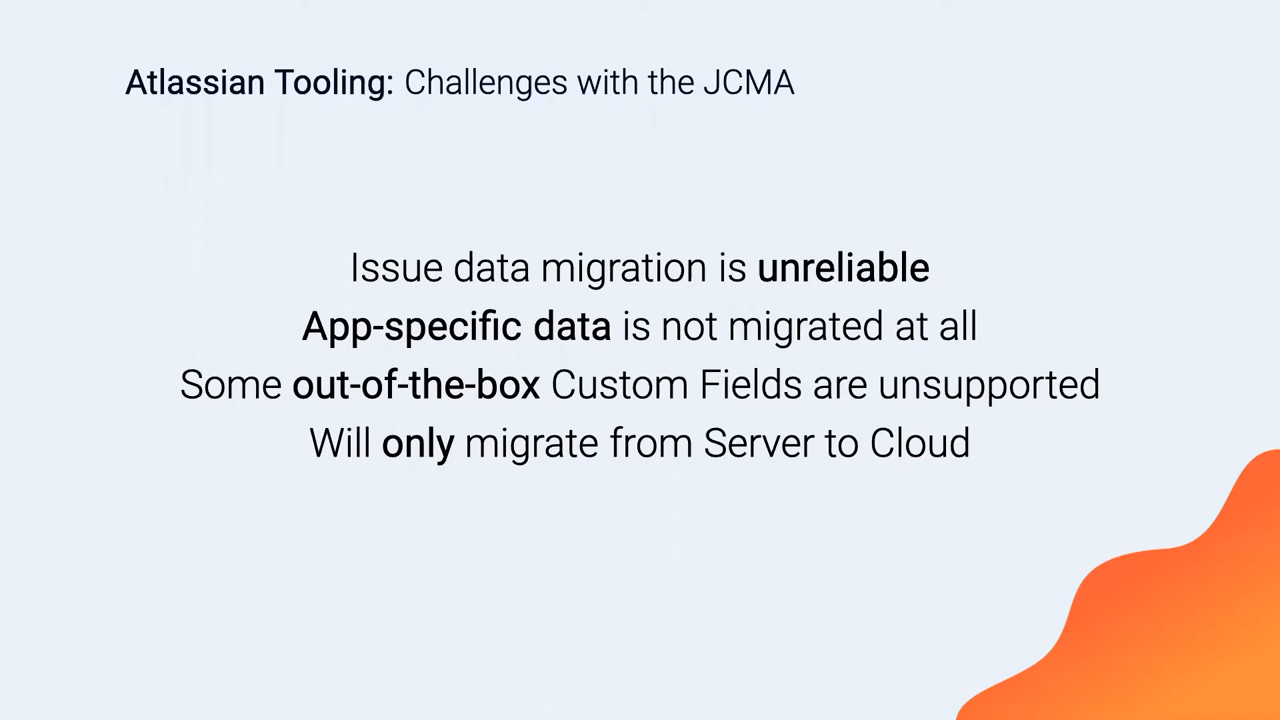 Atlassian Tooling: Challenges with the JCMA
Issue data migration is unreliable
App-specific data is not migrated at all
Some out-of-the-box Custom Fields are unsupported
Will only migrate from Server to Cloud